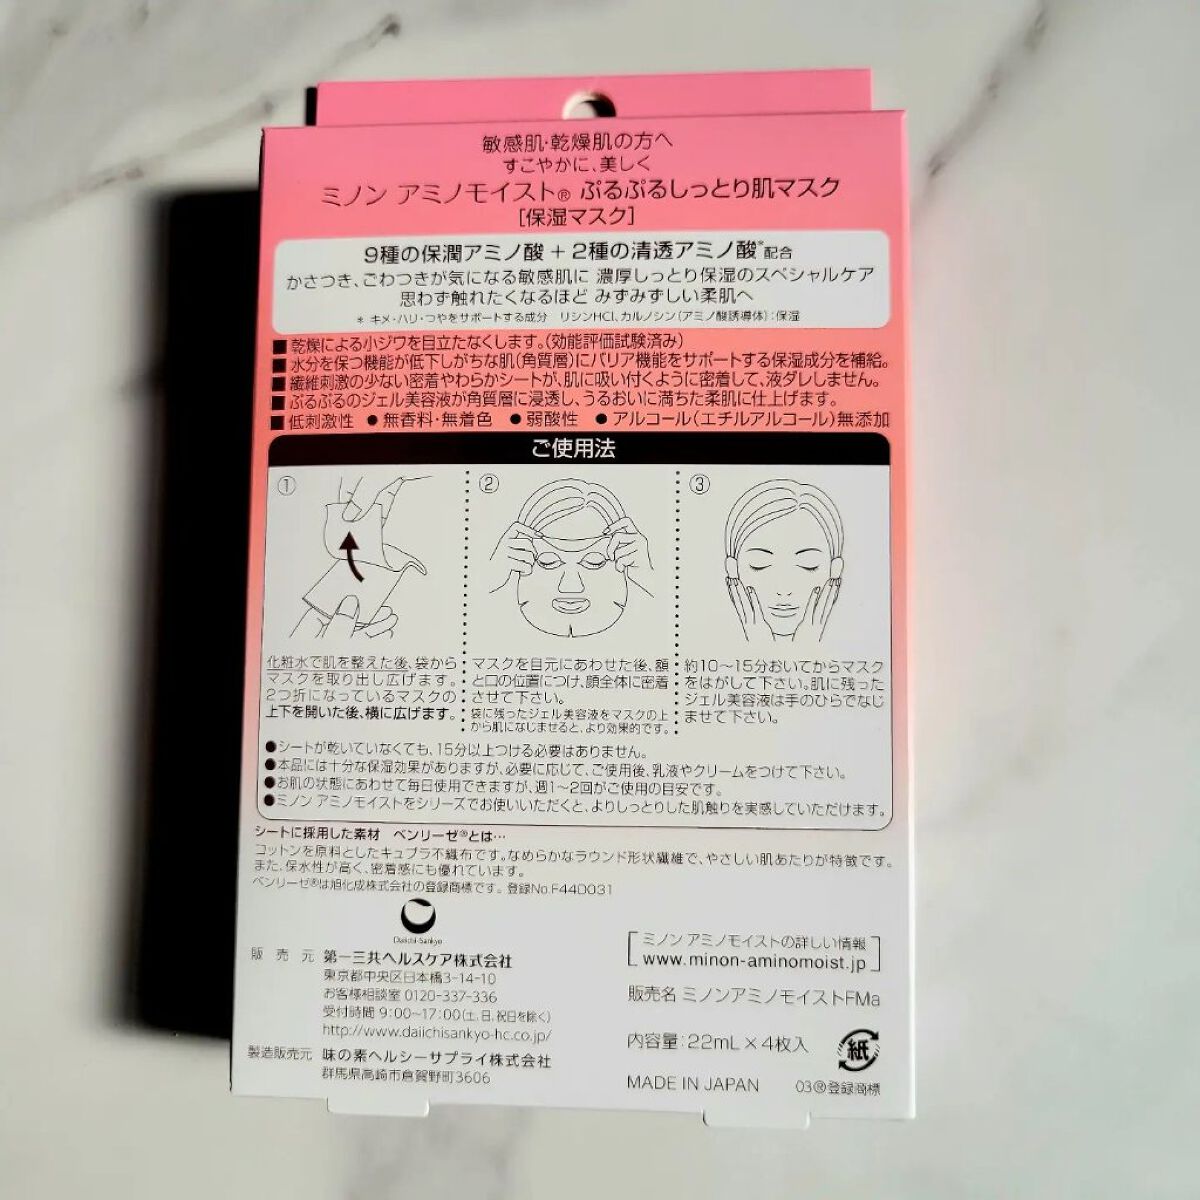 敏感肌・乾燥肌の方へ
すこやかに、美しく
ミノン アミノモイスト® ぷるぷるしっとり肌マスク
[保湿マスク]
9種の保潤アミノ酸 + 2種の清透アミノ酸*配合
かさつき、ごわつきが気になる敏感肌に 濃厚しっとり保湿のスペシャルケア
思わず触れたくなるほど みずみずしい柔肌へ
* キメ・ハリ・つやをサポートする成分 リシンHCl、カルノシン(アミノ酸誘導体):保湿
■ 乾燥による小ジワを目立たなくします。(効能評価試験済み)
■ 水分を保つ機能が低下しがちな肌(角質層)にバリア機能をサポートする保湿成分を補給。
■ 繊維刺激の少ない密着やわらかシートが、肌に吸い付くように密着して、液ダレしません。
■ ぷるぷるのジェル美容液が角質層に浸透し、うるおいに満ちた柔肌に仕上げます。
■ 低刺激性 ● 無香料・無着色 ● 弱酸性 ● アルコール(エチルアルコール)無添加
ご使用法
①
化粧水で肌を整えた後、袋から
マスクを取り出し広げます。
2つ折になっているマスクの
上下を開いた後、横に広げます。
②
マスクを目元にあわせた後、額
と口の位置につけ、顔全体に密着
させて下さい。
袋に残ったジェル美容液をマスクの上
から肌になじませると、より効果的です。
③
約10〜15分おいてからマスク
をはがして下さい。肌に残った
ジェル美容液は手のひらでなじ
ませて下さい。
●シートが乾いていなくても、15分以上つける必要はありません。
●本品には十分な保湿効果がありますが、必要に応じて、ご使用後、乳液やクリームをつけて下さい。
●お肌の状態にあわせて毎日使用できますが、週1〜2回がご使用の目安です。
●ミノン アミノモイストをシリーズでお使いいただくと、よりしっとりした肌触りを実感していただけます。
シートに採用した素材 ベンリーゼ®とは…
コットンを原料としたキュプラ不織布です。なめらかなラウンド形状繊維で、やさしい肌あたりが特徴です。
また、保水性が高く、密着感にも優れています。
ベンリーゼ®は旭化成株式会社の登録商標です。登録No.F44D031
Daiichi-Sankyo
販売元 第一三共ヘルスケア株式会社
東京都中央区日本橋3-14-10
お客様相談室 0120-337-336
受付時間 9:00〜17:00(土、日、祝日を除く)
http://www.daiichisankyo-hc.co.jp/
製造販売元 味の素ヘルシーサプライ株式会社
群馬県高崎市倉賀野町3606
ミノン アミノモイストの詳しい情報
www.minon-aminomoist.jp
販売名 ミノンアミノモイストFMa
内容量:22mL×4枚入
紙
MADE IN JAPAN
03®登録商標